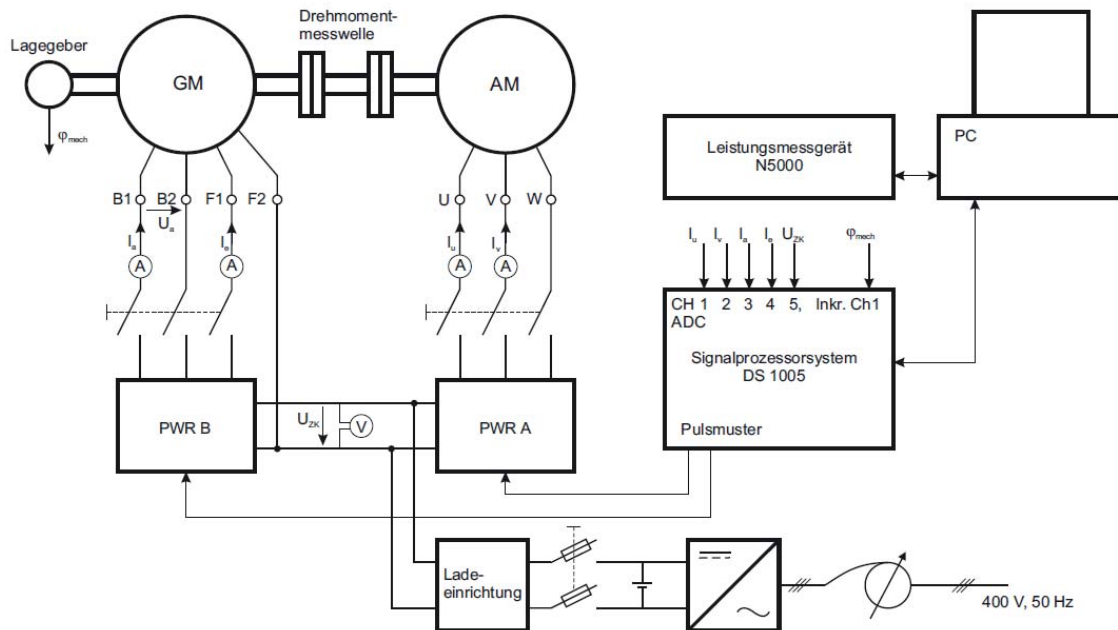 Drehmoment-
messwelle
Lagegeber
GM
AM
φmech
PC
Leistungsmessgerät
N5000
B1
B2
F1
F2
U
V
W
Ua
Ia
Ie
Iu
Iv
A
A
A
A
Iu
Iv
Ia
Ie
UZK
φmech
CH 1 2 3 4 5, Inkr. Ch1
ADC
Signalprozessorsystem
DS 1005
Pulsmuster
PWR B
UZK
V
PWR A
Lade-
einrichtung
400 V, 50 Hz